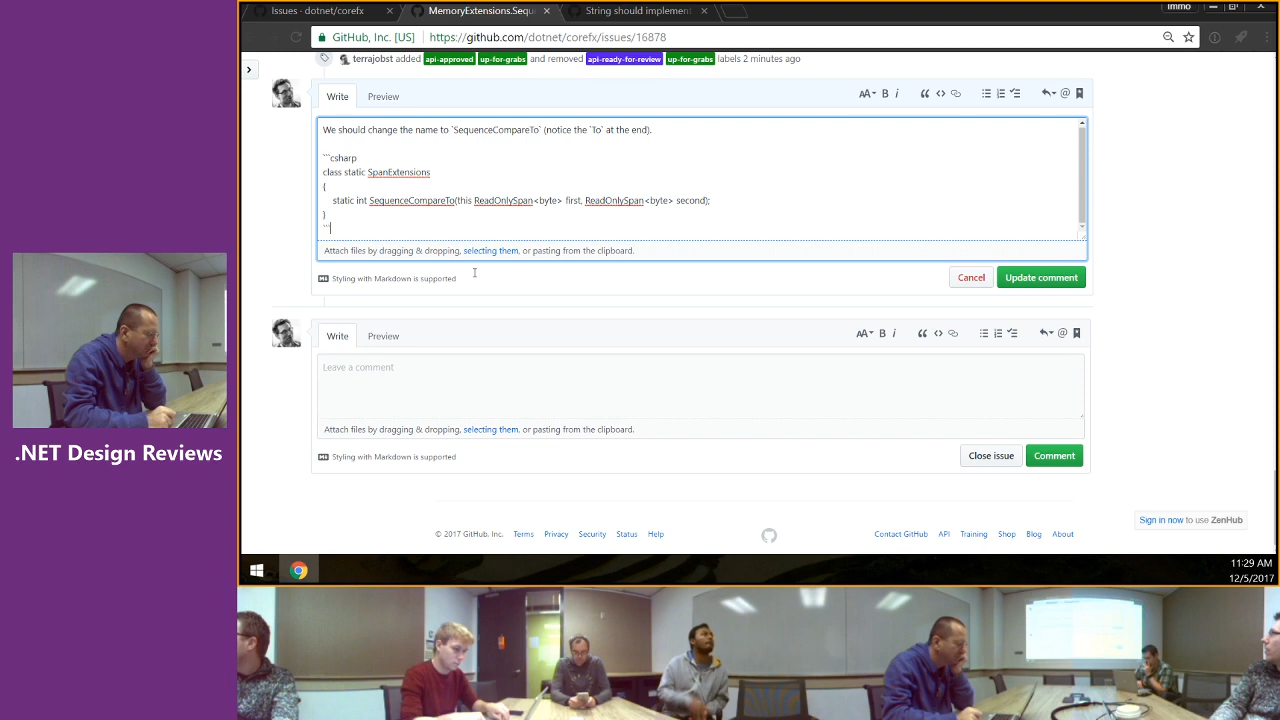 Issues - dotnet/corefx
MemoryExtensions.Sequ
String should implement
Immo
GitHub, Inc. [US]
https://github.com/dotnet/corefx/issues/16878
terrajobst added api-approved up-for-grabs and removed api-ready-for-review up-for-grabs labels 2 minutes ago
Write
Preview
AA
B
i
We should change the name to `SequenceCompareTo` (notice the `To` at the end).
```csharp
class static SpanExtensions
{
static int SequenceCompareTo(this ReadOnlySpan<byte> first, ReadOnlySpan<byte> second);
}
```
Attach files by dragging & dropping, selecting them, or pasting from the clipboard.
Styling with Markdown is supported
Cancel
Update comment
Write
Preview
AA
B
i
Leave a comment
Attach files by dragging & dropping, selecting them, or pasting from the clipboard.
Styling with Markdown is supported
Close issue
Comment
.NET Design Reviews
Sign in now to use ZenHub
© 2017 GitHub, Inc.
Terms
Privacy
Security
Status
Help
Contact GitHub
API
Training
Shop
Blog
About
11:29 AM
12/5/2017